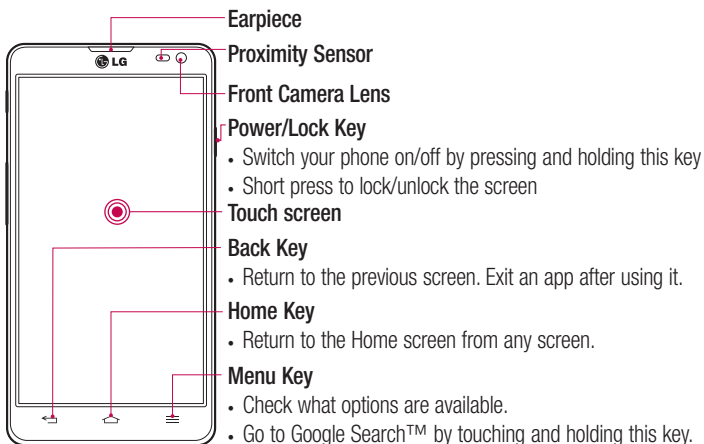 Earpiece
LG
Proximity Sensor
Front Camera Lens
Power/Lock Key
• Switch your phone on/off by pressing and holding this key
• Short press to lock/unlock the screen
Touch screen
Back Key
• Return to the previous screen. Exit an app after using it.
Home Key
• Return to the Home screen from any screen.
Menu Key
• Check what options are available.
• Go to Google Search™ by touching and holding this key.